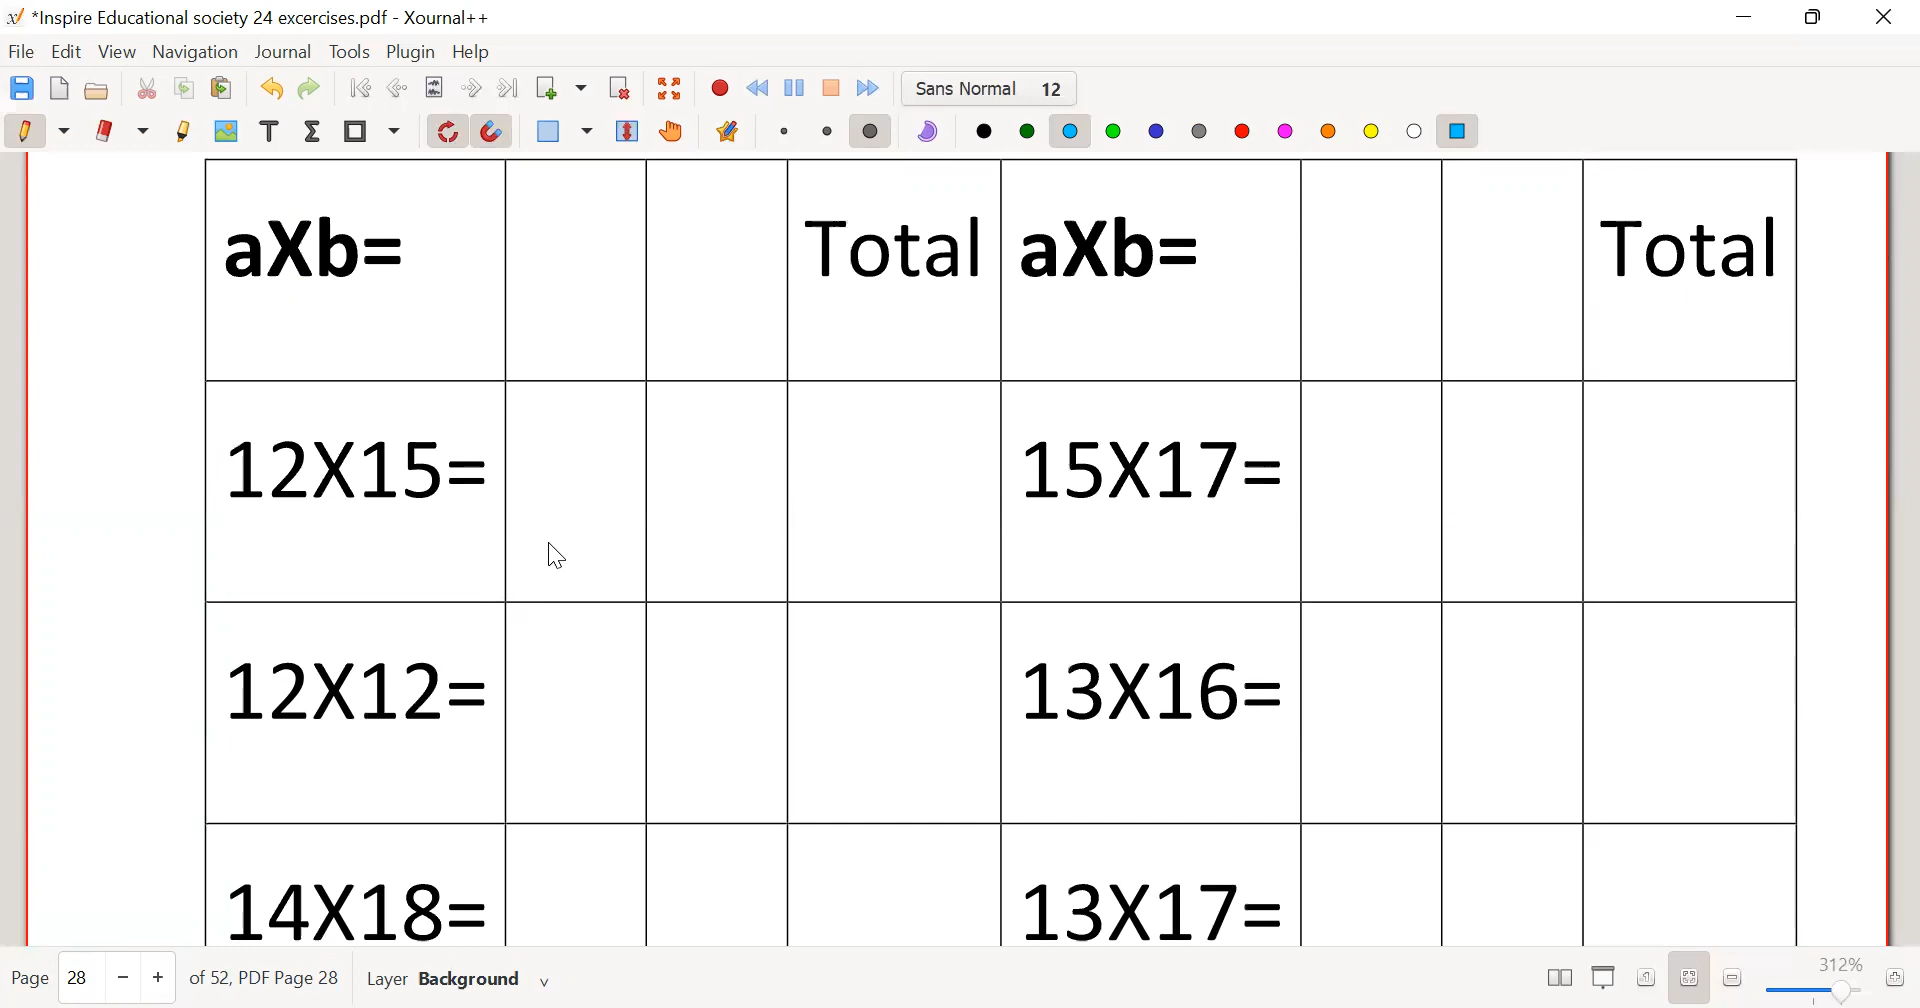 *Inspire Educational society 24 excercises.pdf - Xournal++
File Edit View Navigation Journal Tools Plugin Help
Sans Normal 12
aXb= Total aXb= Total
12X15= 15X17=
12X12= 13X16=
14X18= 13X17=
312%
Page 28 − + of 52, PDF Page 28 Layer Background